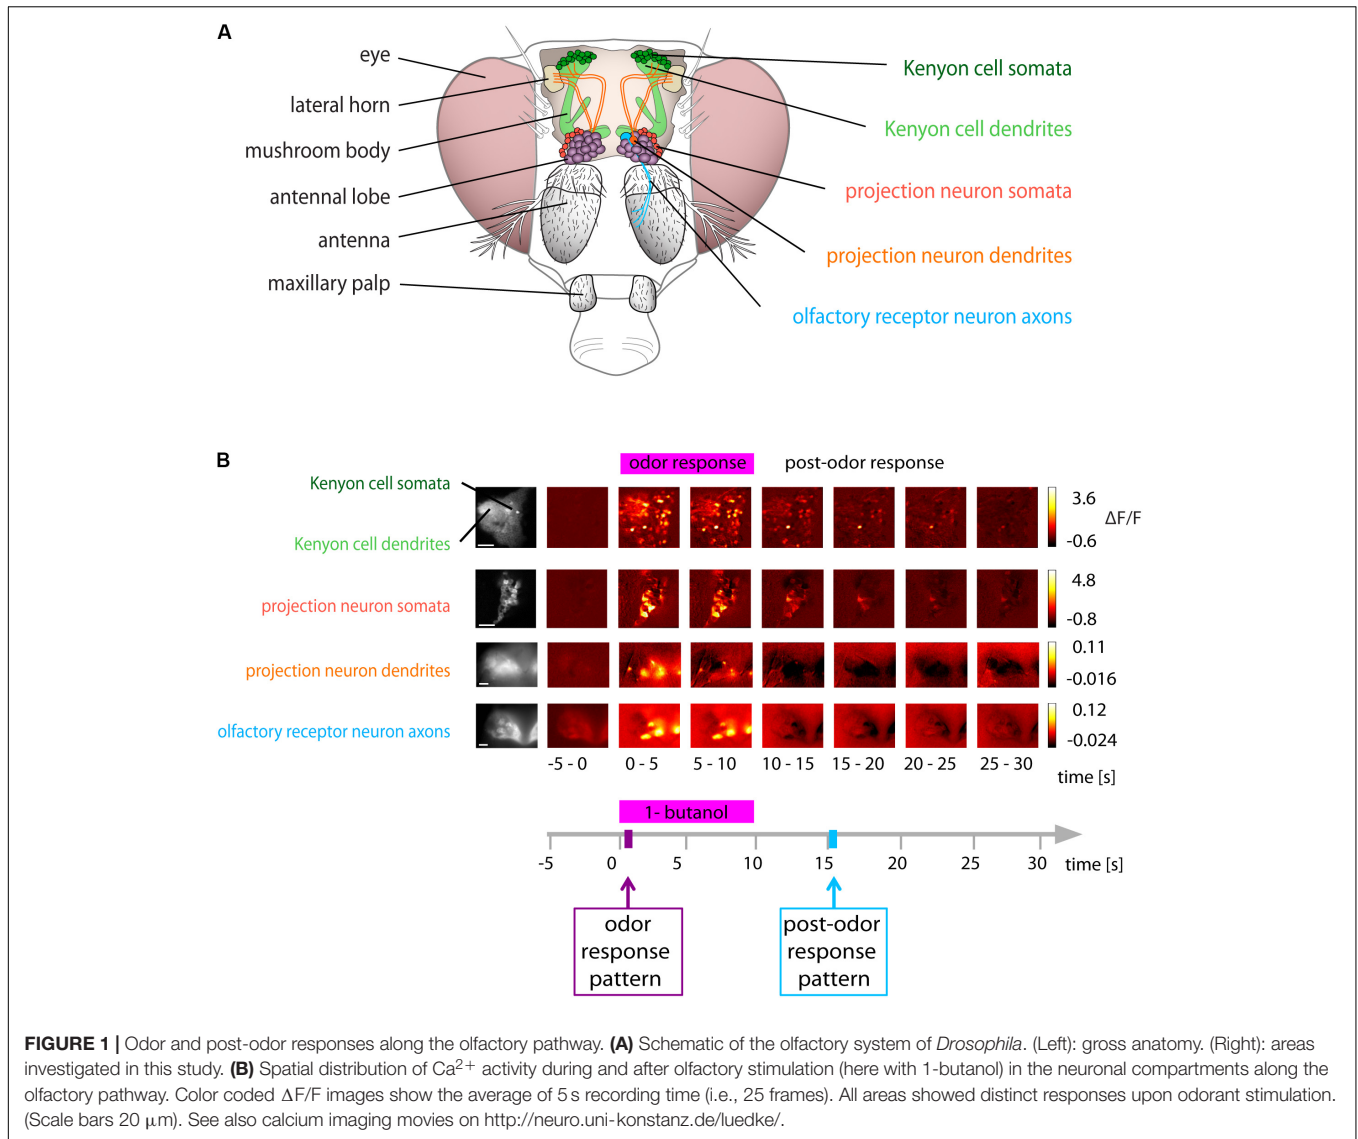 A
eye
lateral horn
mushroom body
antennal lobe
antenna
maxillary palp
Kenyon cell somata
Kenyon cell dendrites
projection neuron somata
projection neuron dendrites
olfactory receptor neuron axons
B
odor response
post-odor response
Kenyon cell somata
Kenyon cell dendrites
3.6
ΔF/F
-0.6
projection neuron somata
4.8
-0.8
projection neuron dendrites
0.11
-0.016
olfactory receptor neuron axons
0.12
-0.024
-5 - 0 0 - 5 5 - 10 10 - 15 15 - 20 20 - 25 25 - 30
time [s]
1- butanol
-5 0 5 10 15 20 25 30 time [s]
odor
response
pattern
post-odor
response
pattern
FIGURE 1 | Odor and post-odor responses along the olfactory pathway. (A) Schematic of the olfactory system of Drosophila. (Left): gross anatomy. (Right): areas
investigated in this study. (B) Spatial distribution of Ca2+ activity during and after olfactory stimulation (here with 1-butanol) in the neuronal compartments along the
olfactory pathway. Color coded ΔF/F images show the average of 5 s recording time (i.e., 25 frames). All areas showed distinct responses upon odorant stimulation.
(Scale bars 20 μm). See also calcium imaging movies on http://neuro.uni-konstanz.de/luedke/.